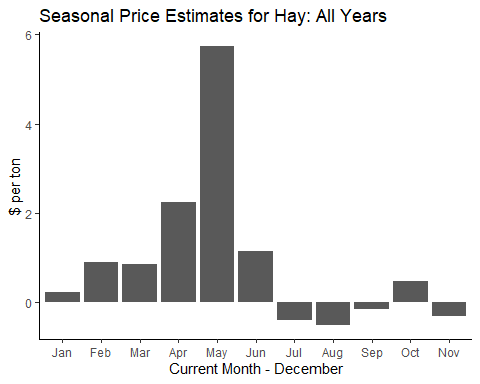 Seasonal Price Estimates for Hay: All Years
6
4
2
0
$ per ton
Jan Feb Mar Apr May Jun Jul Aug Sep Oct Nov
Current Month - December